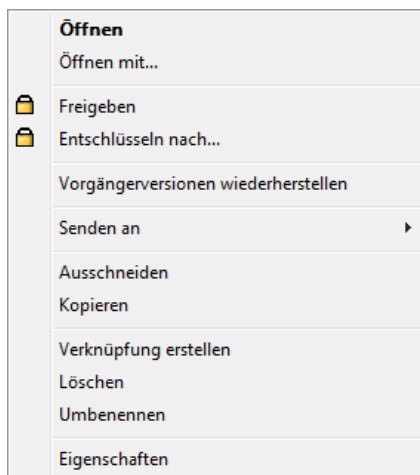 Öffnen
Öffnen mit...
Freigeben
Entschlüsseln nach...
Vorgängerversionen wiederherstellen
Senden an
Ausschneiden
Kopieren
Verknüpfung erstellen
Löschen
Umbenennen
Eigenschaften